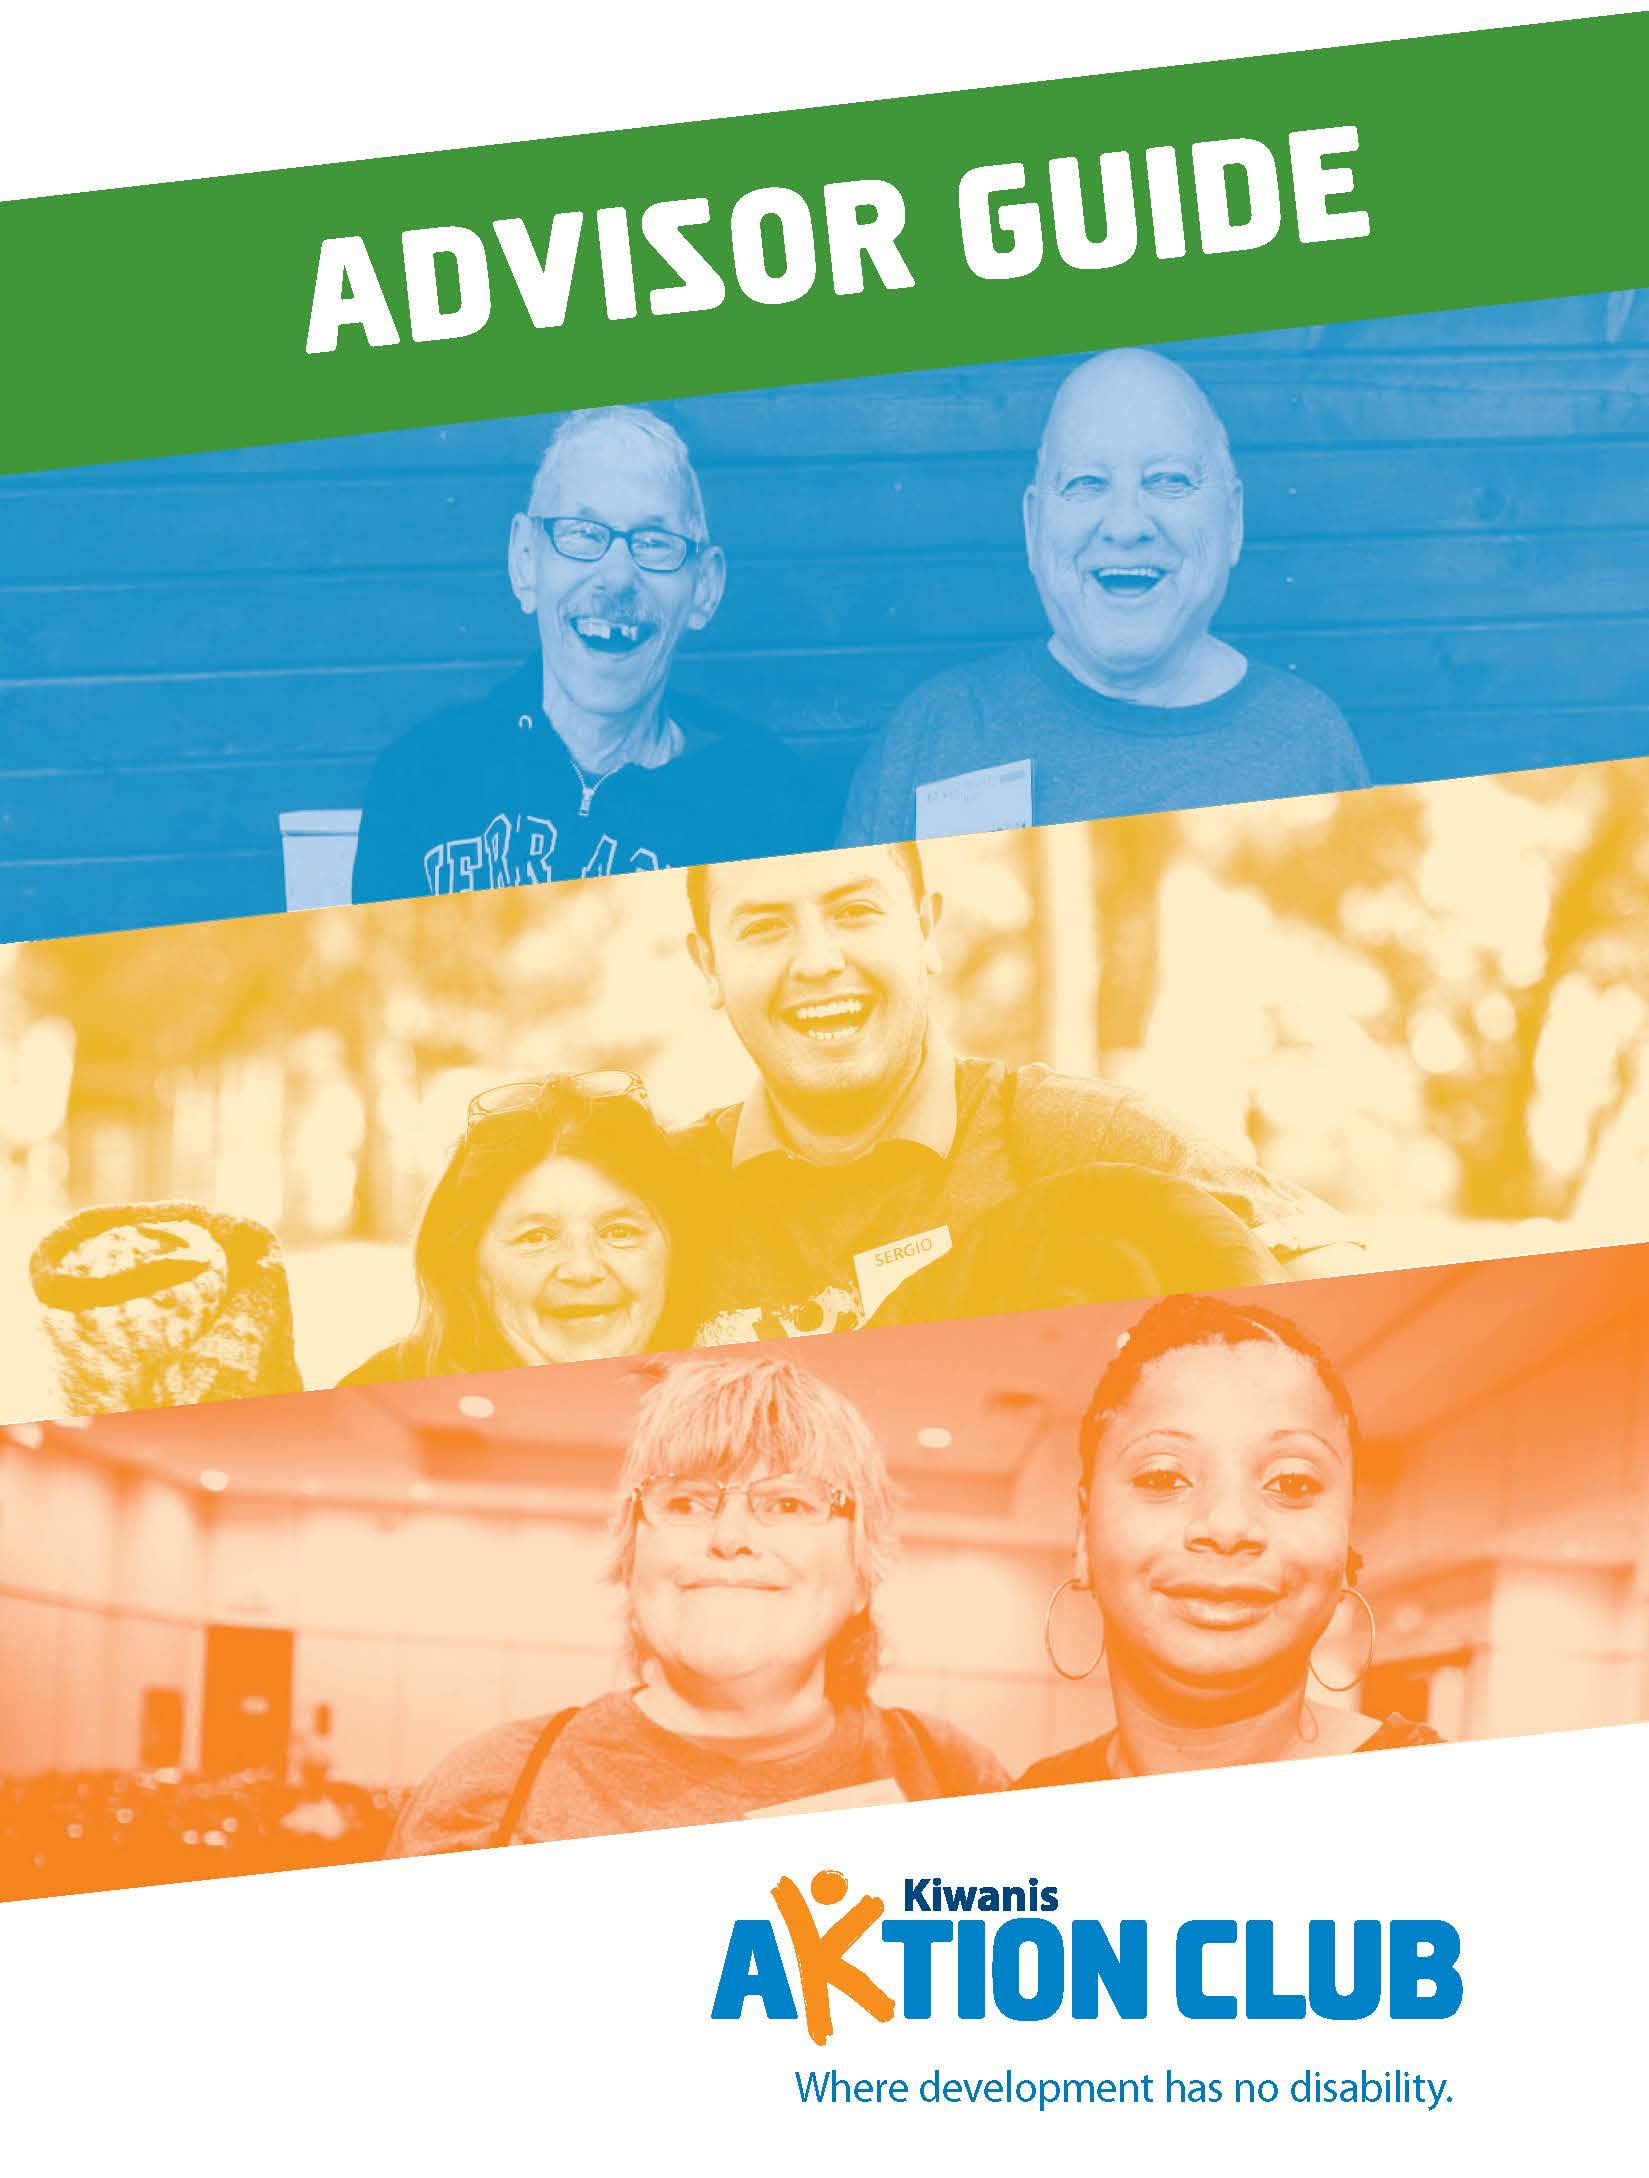 ADVISOR GUIDE
SERGIO
Kiwanis
AKTION CLUB
Where development has no disability.